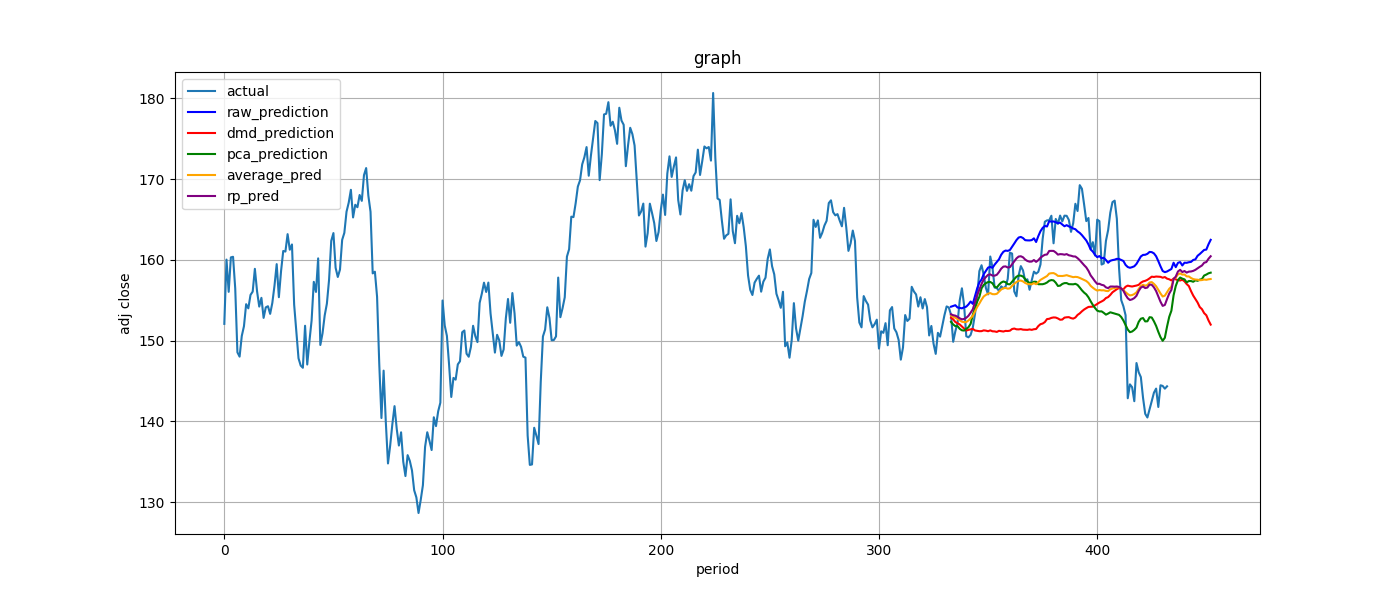 graph
actual
raw_prediction
dmd_prediction
pca_prediction
average_pred
rp_pred
adj close
180
170
160
150
140
130
0 100 200 300 400
period